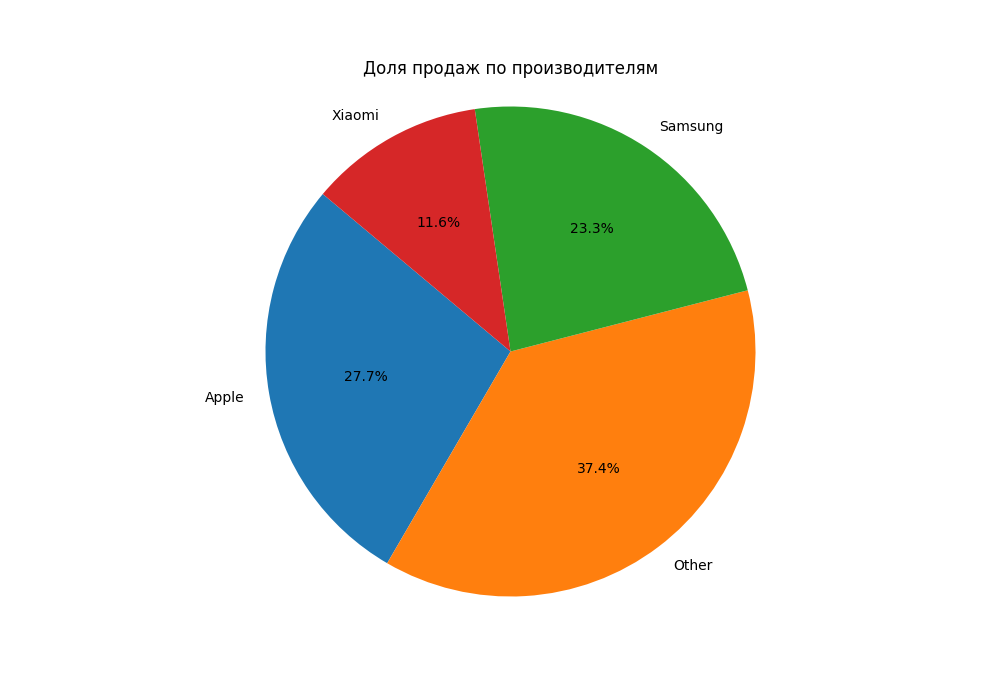 Доля продаж по производителям
Xiaomi
Samsung
11.6%
23.3%
27.7%
Apple
37.4%
Other